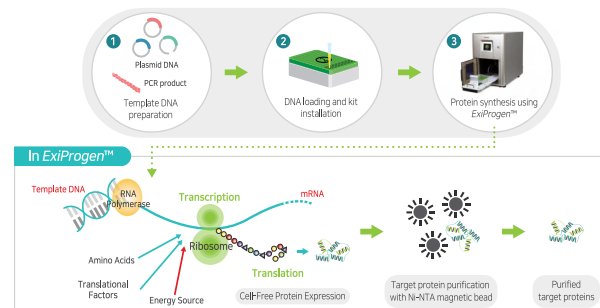 1
Plasmid DNA
PCR product
Template DNA
preparation
2
DNA loading and kit
installation
3
Protein synthesis using
ExiProgen™
In ExiProgen™
Template DNA
RNA
Polymerase
Transcription
mRNA
Ribosome
Translation
Amino Acids
Translational
Factors
Energy Source
Cell-Free Protein Expression
Target protein purification
with Ni-NTA magnetic bead
Purified
target proteins